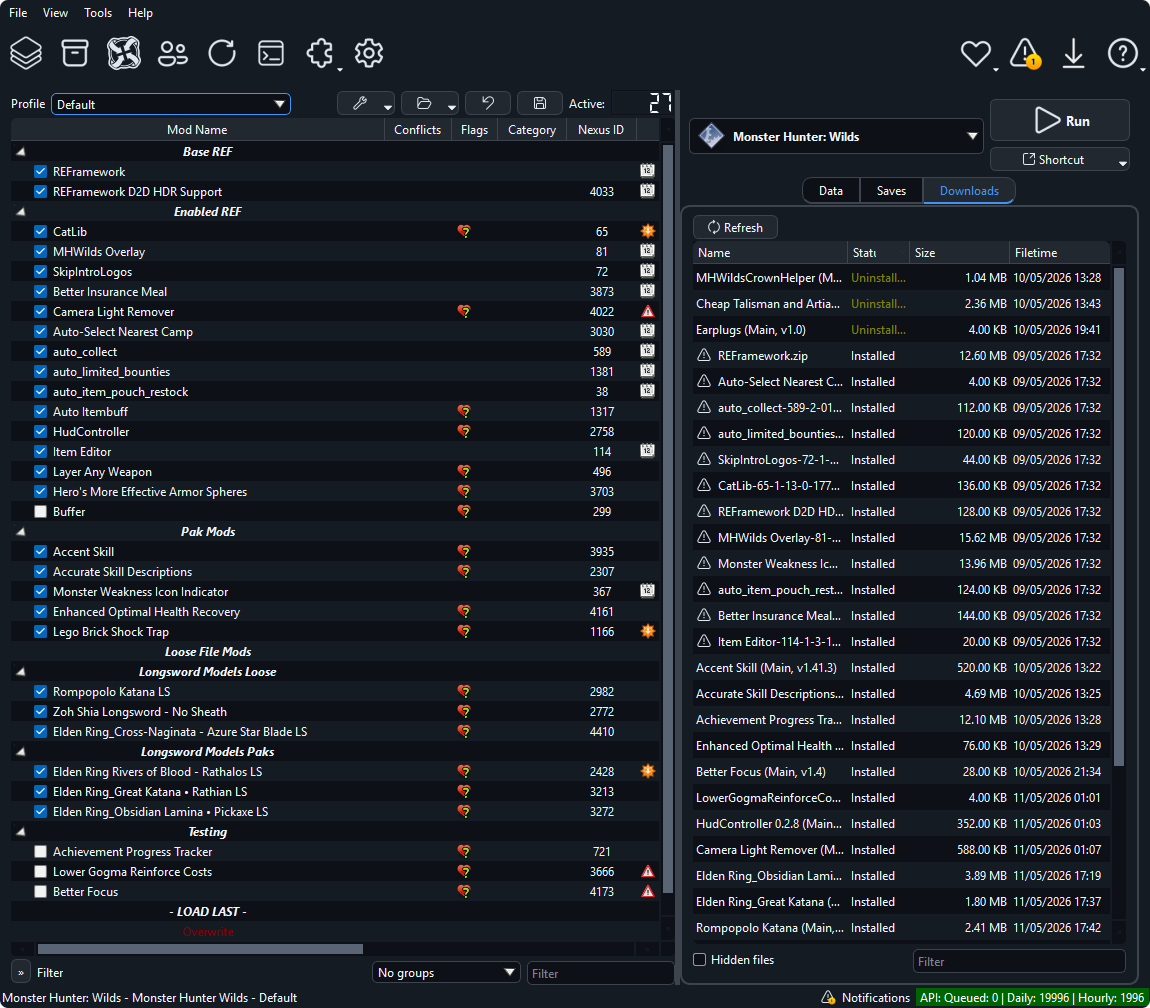 File View Tools Help
Profile Default Active: 27
Mod Name Conflicts Flags Category Nexus ID
Base REF
REFramework
REFramework D2D HDR Support 4033
Enabled REF
CatLib 65
MHWilds Overlay 81
SkipIntroLogos 72
Better Insurance Meal 3873
Camera Light Remover 4022
Auto-Select Nearest Camp 3030
auto_collect 589
auto_limited_bounties 1381
auto_item_pouch_restock 38
Auto Itembuff 1317
HudController 2758
Item Editor 114
Layer Any Weapon 496
Hero's More Effective Armor Spheres 3703
Buffer 299
Pak Mods
Accent Skill 3935
Accurate Skill Descriptions 2307
Monster Weakness Icon Indicator 367
Enhanced Optimal Health Recovery 4161
Lego Brick Shock Trap 1166
Loose File Mods
Longsword Models Loose
Rompopolo Katana LS 2982
Zoh Shia Longsword - No Sheath 2772
Elden Ring_Cross-Naginata - Azure Star Blade LS 4410
Longsword Models Paks
Elden Ring Rivers of Blood - Rathalos LS 2428
Elden Ring_Great Katana • Rathian LS 3213
Elden Ring_Obsidian Lamina • Pickaxe LS 3272
Testing
Achievement Progress Tracker 721
Lower Gogma Reinforce Costs 3666
Better Focus 4173
- LOAD LAST -
Overwrite
» Filter No groups Filter
Monster Hunter: Wilds
Run
Shortcut
Data Saves Downloads
Refresh
Name Statu Size Filetime
MHWildsCrownHelper (M... Uninstall... 1.04 MB 10/05/2026 13:28
Cheap Talisman and Artia... Uninstall... 2.36 MB 10/05/2026 13:43
Earplugs (Main, v1.0) Uninstall... 4.00 KB 10/05/2026 19:41
REFramework.zip Installed 12.60 MB 09/05/2026 17:32
Auto-Select Nearest C... Installed 4.00 KB 09/05/2026 17:32
auto_collect-589-2-01... Installed 112.00 KB 09/05/2026 17:32
auto_limited_bounties... Installed 120.00 KB 09/05/2026 17:32
SkipIntroLogos-72-1-... Installed 44.00 KB 09/05/2026 17:32
CatLib-65-1-13-0-177... Installed 136.00 KB 09/05/2026 17:32
REFramework D2D HD... Installed 128.00 KB 09/05/2026 17:32
MHWilds Overlay-81-... Installed 15.62 MB 09/05/2026 17:32
Monster Weakness Ic... Installed 13.96 MB 09/05/2026 17:32
auto_item_pouch_rest... Installed 124.00 KB 09/05/2026 17:32
Better Insurance Meal... Installed 144.00 KB 09/05/2026 17:32
Item Editor-114-1-3-1... Installed 20.00 KB 09/05/2026 17:32
Accent Skill (Main, v1.41.3) Installed 520.00 KB 10/05/2026 13:22
Accurate Skill Descriptions... Installed 4.69 MB 10/05/2026 13:25
Achievement Progress Tra... Installed 12.10 MB 10/05/2026 13:28
Enhanced Optimal Health ... Installed 76.00 KB 10/05/2026 13:29
Better Focus (Main, v1.4) Installed 28.00 KB 10/05/2026 21:34
LowerGogmaReinforceCo... Installed 4.00 KB 11/05/2026 01:01
HudController 0.2.8 (Main... Installed 352.00 KB 11/05/2026 01:03
Camera Light Remover (M... Installed 588.00 KB 11/05/2026 01:07
Elden Ring_Obsidian Lami... Installed 3.89 MB 11/05/2026 17:19
Elden Ring_Great Katana (... Installed 1.80 MB 11/05/2026 17:37
Rompopolo Katana (Main,... Installed 2.41 MB 11/05/2026 17:42
Hidden files Filter
Monster Hunter: Wilds - Monster Hunter Wilds - Default Notifications API: Queued: 0 | Daily: 19996 | Hourly: 1996